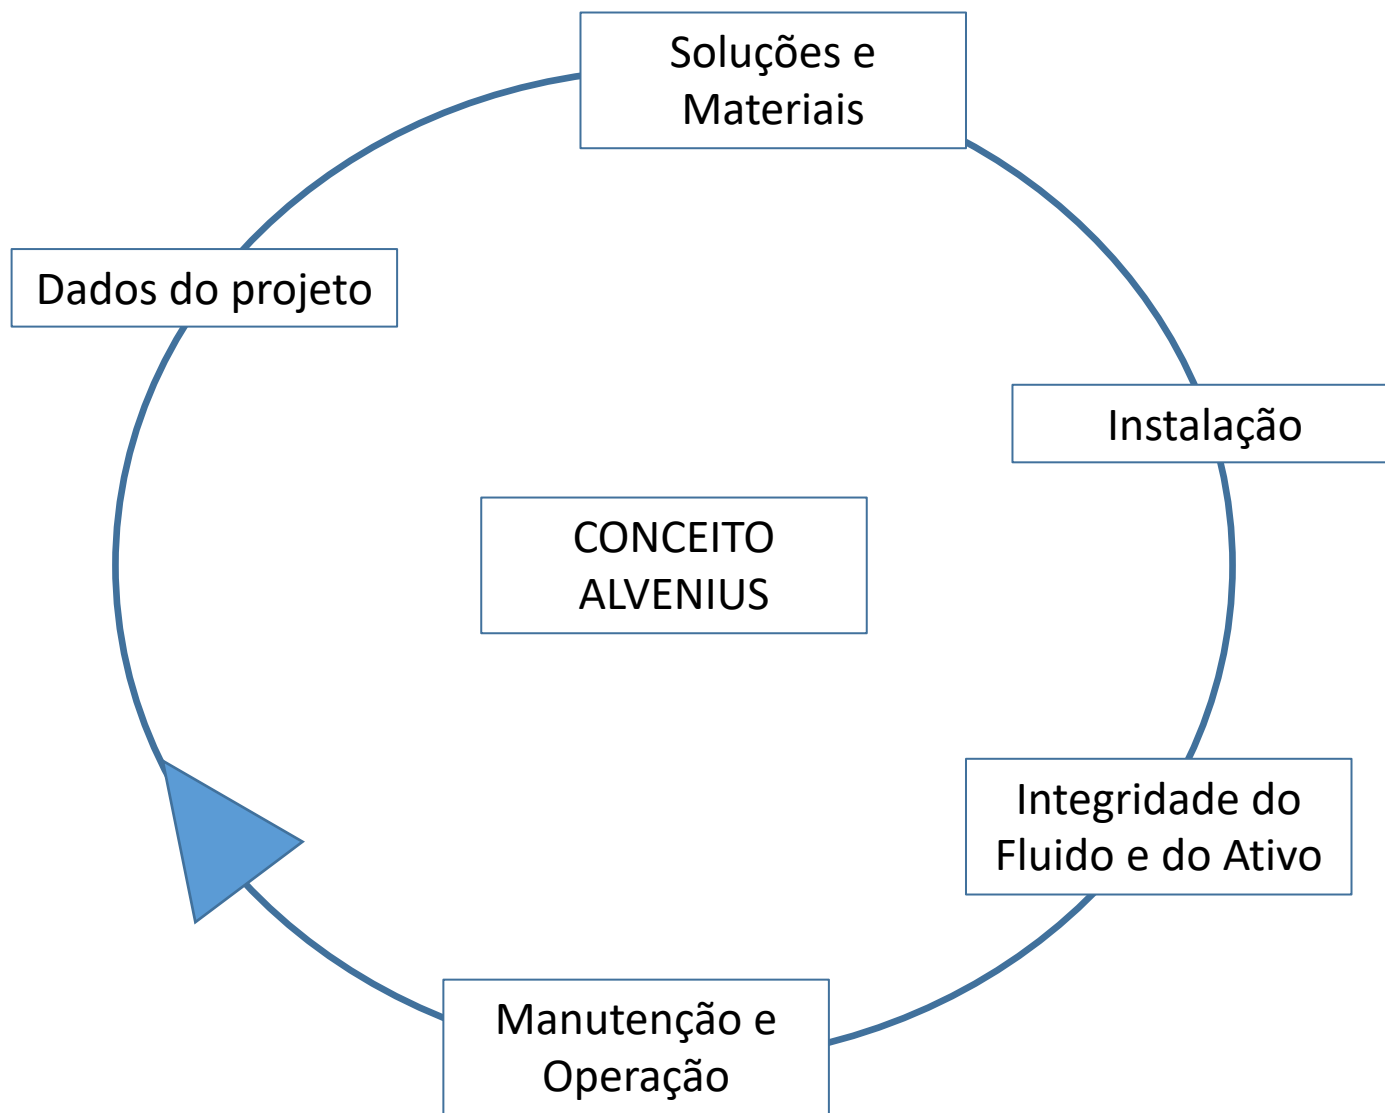 Soluções e
Materiais
Dados do projeto
Instalação
CONCEITO
ALVENIUS
Integridade do
Fluido e do Ativo
Manutenção e
Operação